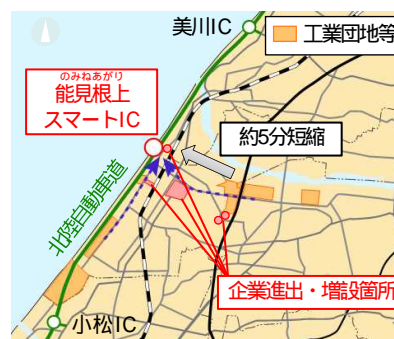 美川IC
工業団地等
のみねあがり
能見根上
スマートIC
約5分短縮
北陸自動車道
企業進出・増設箇所
小松IC